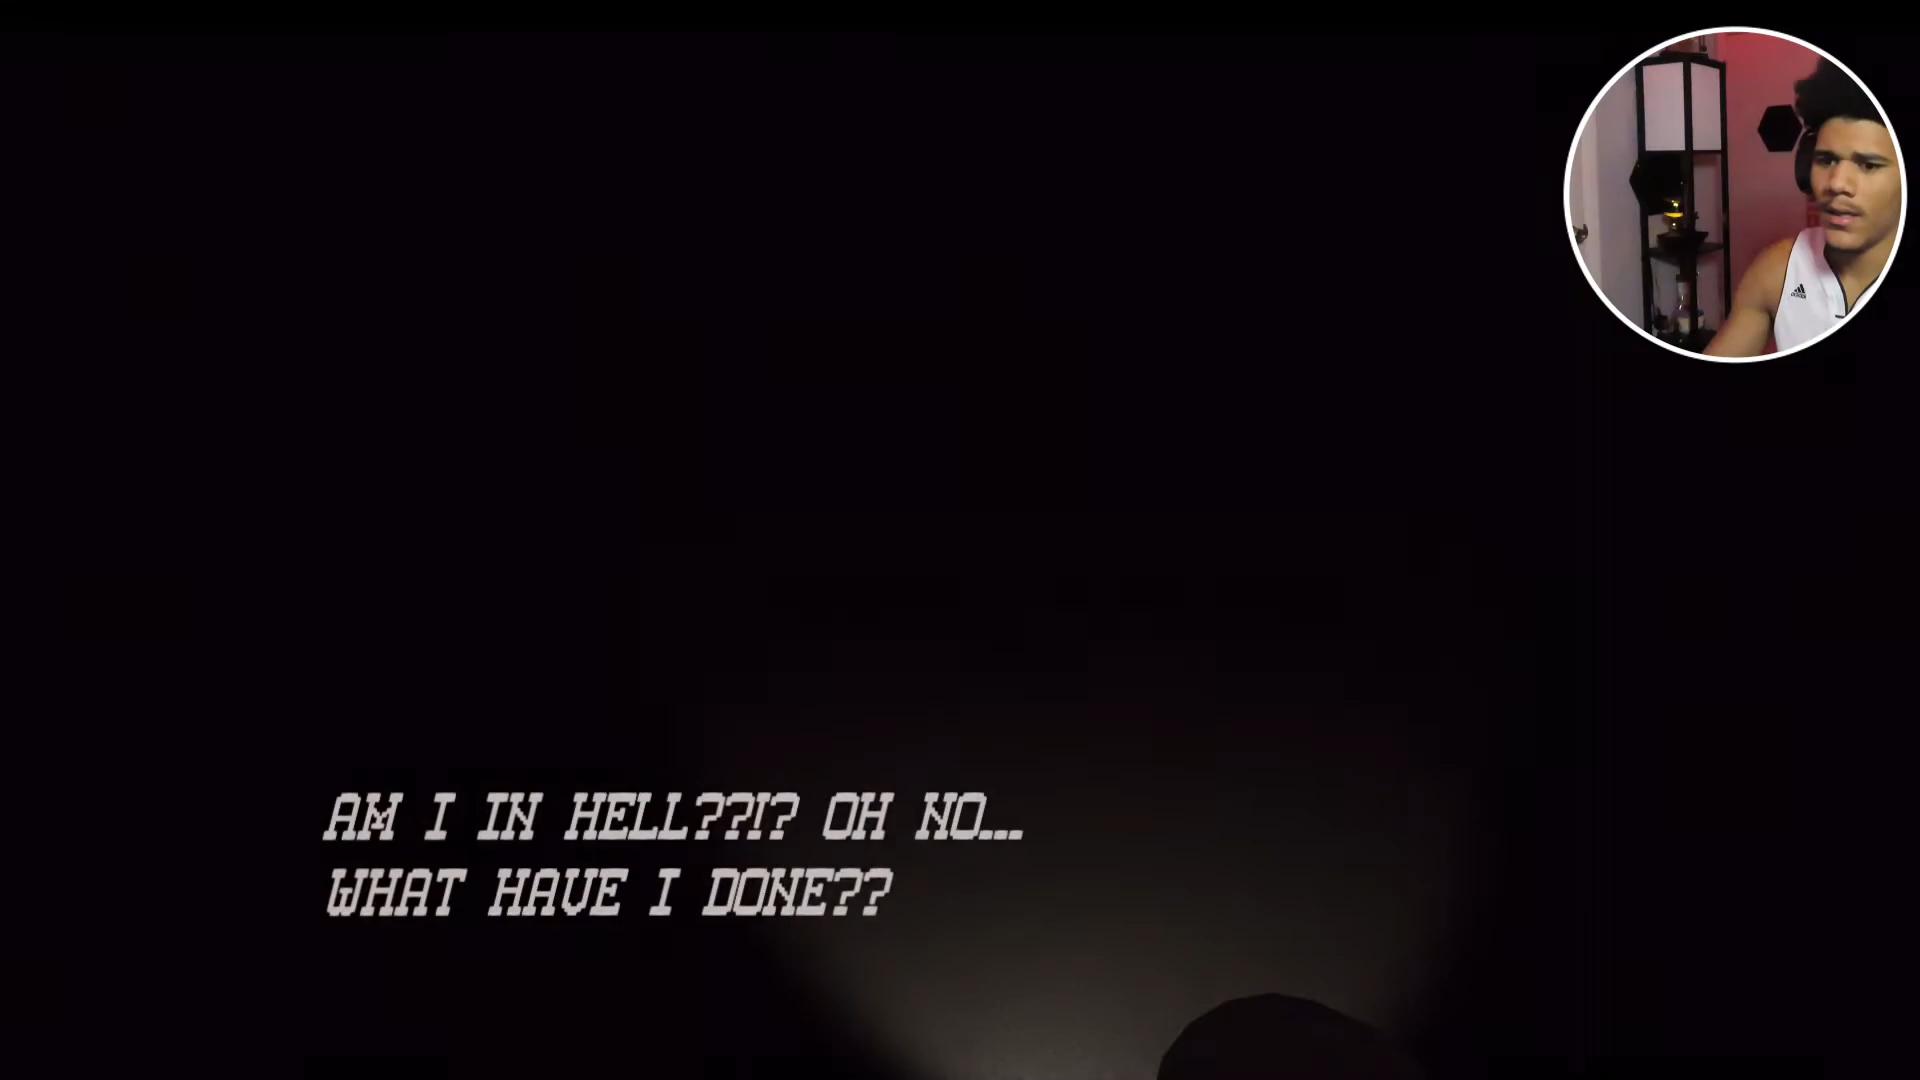 AM I IN HELL??!? OH NO...
WHAT HAVE I DONE??